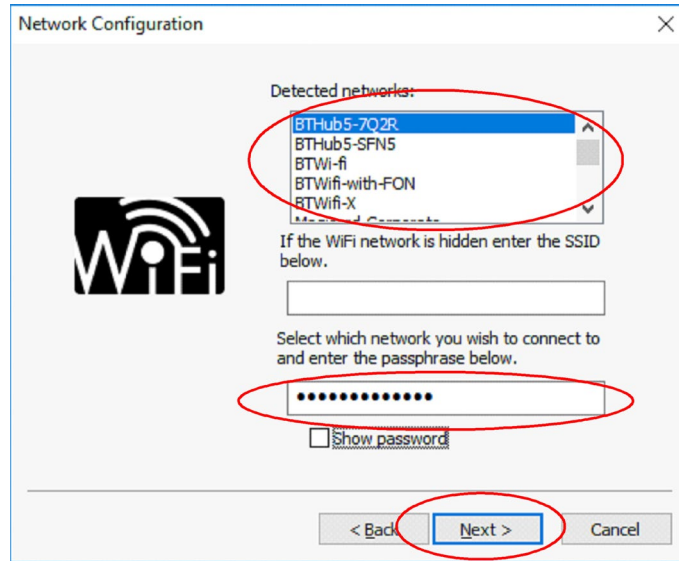 Network Configuration
Detected networks:
BTHub5-7Q2R
BTHub5-SFN5
BTWi-fi
BTWifi-with-FON
BTWifi-X
WiFi
If the WiFi network is hidden enter the SSID
below.
Select which network you wish to connect to
and enter the passphrase below.
•••••••••••••
Show password
< Back
Next >
Cancel